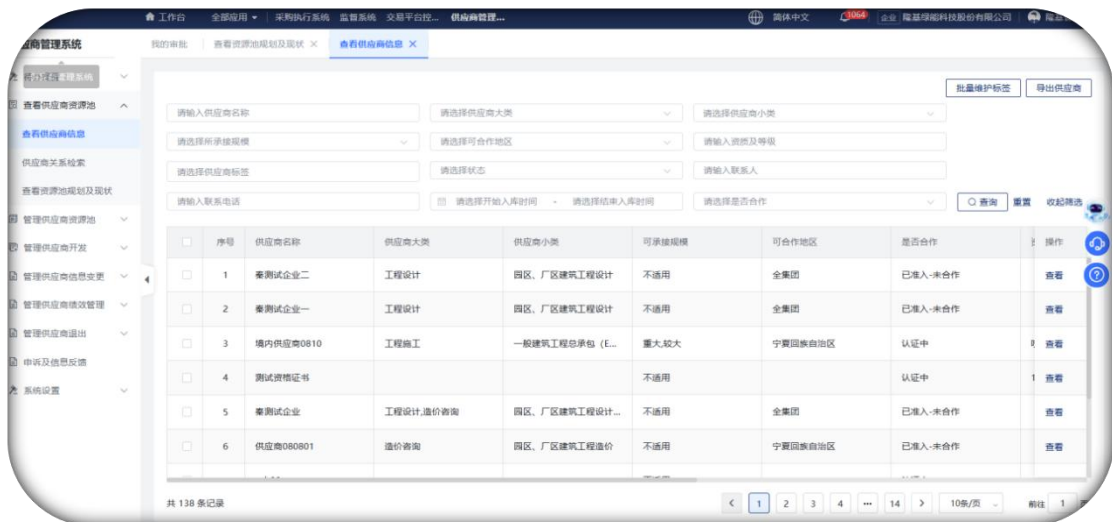 工作台 全部应用 采购执行系统 监督系统 交易平台控... 供应商管理... 简体中文 1064 企业 隆基绿能科技股份有限公司 隆基
应商管理系统 我的审批 查看资源池规划及现状 × 查看供应商信息 ×
批量维护标签 导出供应商
查看供应商资源池
查看供应商信息
供应商关系检索
查看资源池规划及现状
管理供应商资源池
管理供应商开发
管理供应商信息变更
管理供应商绩效管理
管理供应商退出
申诉及信息反馈
系统设置
请输入供应商名称 请选择供应商大类 请选择供应商小类
请选择所承接规模 请选择可合作地区 请输入资质及等级
请选择供应商标签 请选择状态 请输入联系人
请输入联系电话 请选择开始入库时间 - 请选择结束入库时间 请选择是否合作 查询 重置 收起筛选
序号 供应商名称 供应商大类 供应商小类 可承接规模 可合作地区 是否合作 操作
1 秦测试企业二 工程设计 园区、厂区建筑工程设计 不适用 全集团 已准入-未合作 查看
2 秦测试企业一 工程设计 园区、厂区建筑工程设计 不适用 全集团 已准入-未合作 查看
3 境内供应商0810 工程施工 一般建筑工程总承包（E... 重大,较大 宁夏回族自治区 认证中 查看
4 测试资格证书 不适用 认证中 查看
5 秦测试企业 工程设计,造价咨询 园区、厂区建筑工程设计... 不适用 全集团 已准入-未合作 查看
6 供应商080801 造价咨询 园区、厂区建筑工程造价 不适用 宁夏回族自治区 已准入-未合作 查看
共 138 条记录 < 1 2 3 4 ... 14 > 10条/页 前往 1